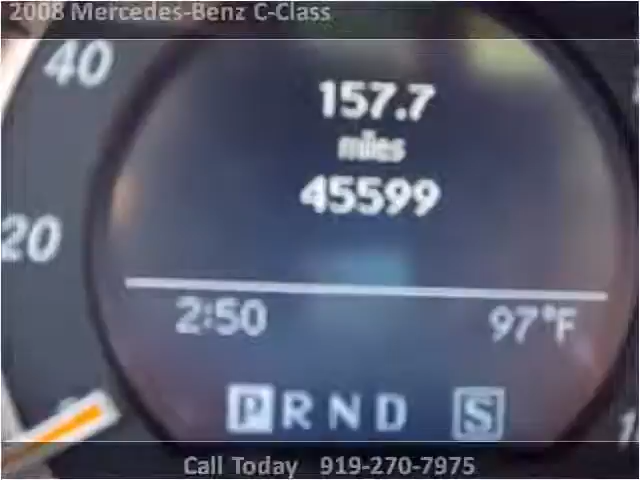 2008 Mercedes-Benz C-Class
40
157.7
miles
45599
20
2:50 97°F
P R N D S
Call Today 919-270-7975